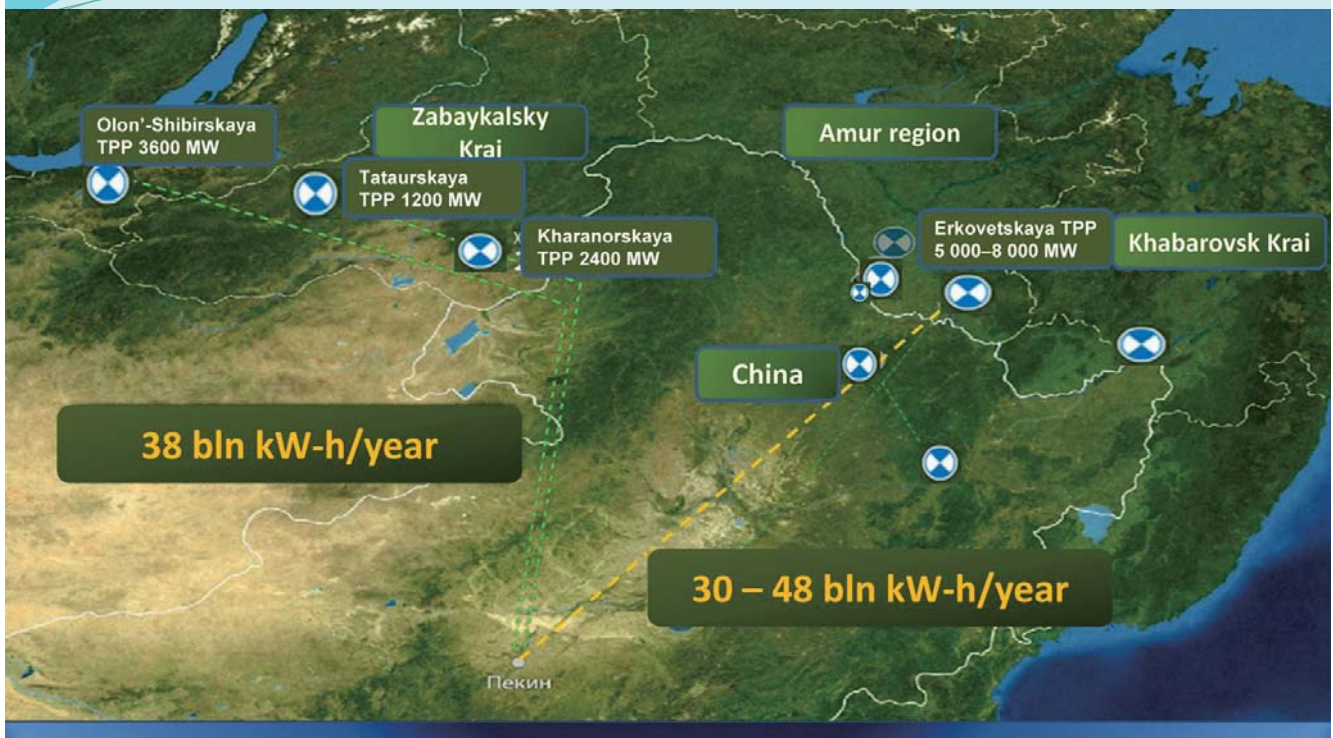 Olon'-Shibirskaya
TPP 3600 MW
Zabaykalsky
Krai
Amur region
Tataurskaya
TPP 1200 MW
Kharanorskaya
TPP 2400 MW
Erkovetskaya TPP
5 000–8 000 MW
Khabarovsk Krai
China
38 bln kW-h/year
30 – 48 bln kW-h/year
Пекин